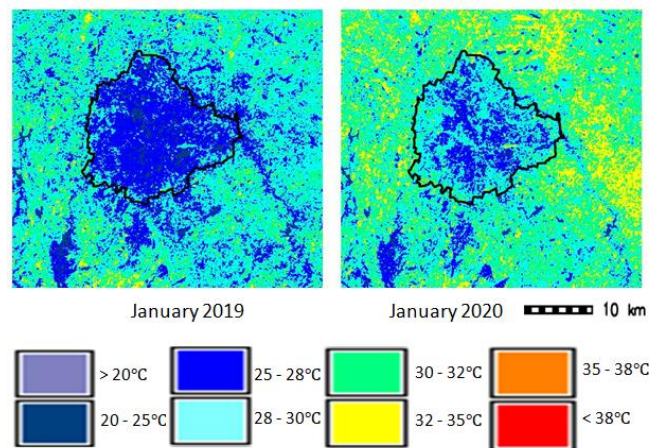 January 2019
January 2020
10 km
> 20°C
25 - 28°C
30 - 32°C
35 - 38°C
20 - 25°C
28 - 30°C
32 - 35°C
< 38°C